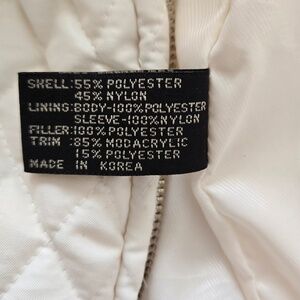 SHELL:55% POLYESTER
45% NYLON
LINING:BODY-100% POLYESTER
SLEEVE-100% NYLON
FILLER:100% POLYESTER
TRIM :85% MODACRYLIC
15% POLYESTER
MADE IN KOREA